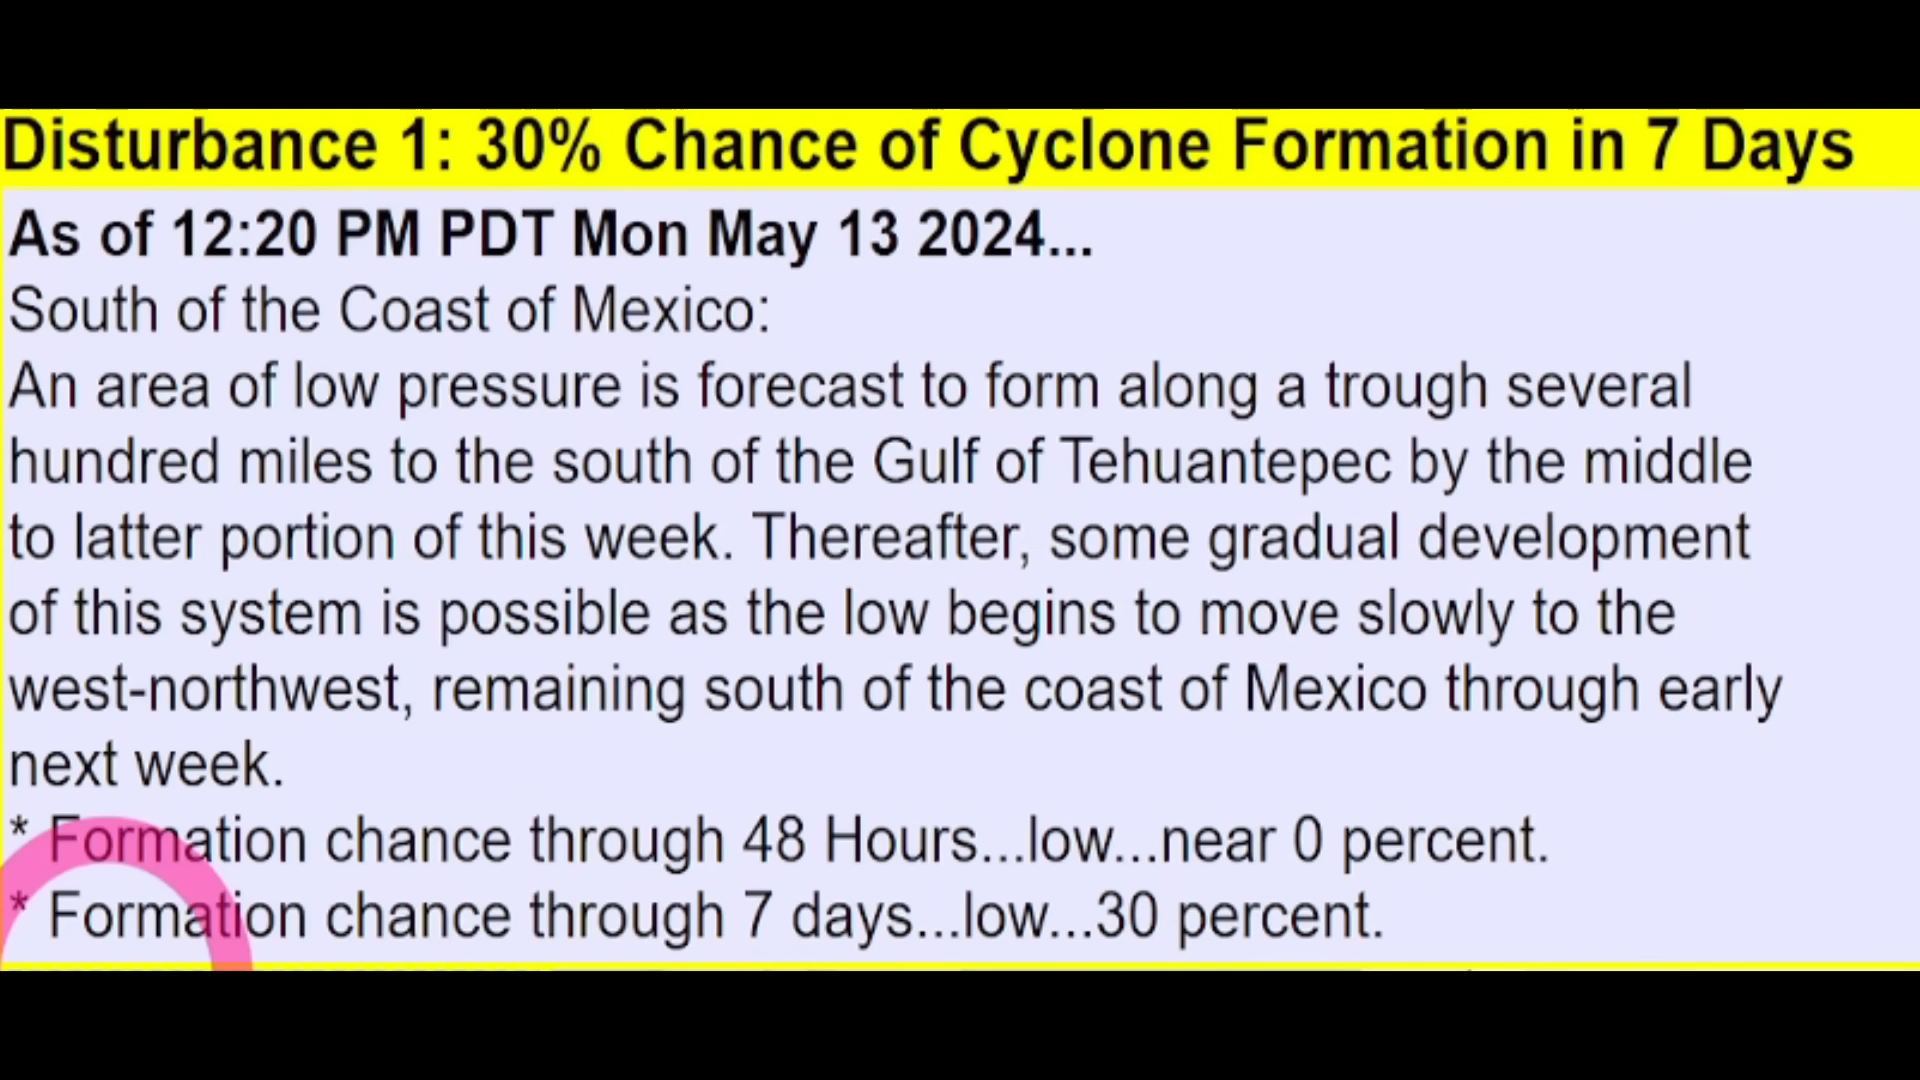 Disturbance 1: 30% Chance of Cyclone Formation in 7 Days
As of 12:20 PM PDT Mon May 13 2024...
South of the Coast of Mexico:
An area of low pressure is forecast to form along a trough several
hundred miles to the south of the Gulf of Tehuantepec by the middle
to latter portion of this week. Thereafter, some gradual development
of this system is possible as the low begins to move slowly to the
west-northwest, remaining south of the coast of Mexico through early
next week.
* Formation chance through 48 Hours...low...near 0 percent.
* Formation chance through 7 days...low...30 percent.